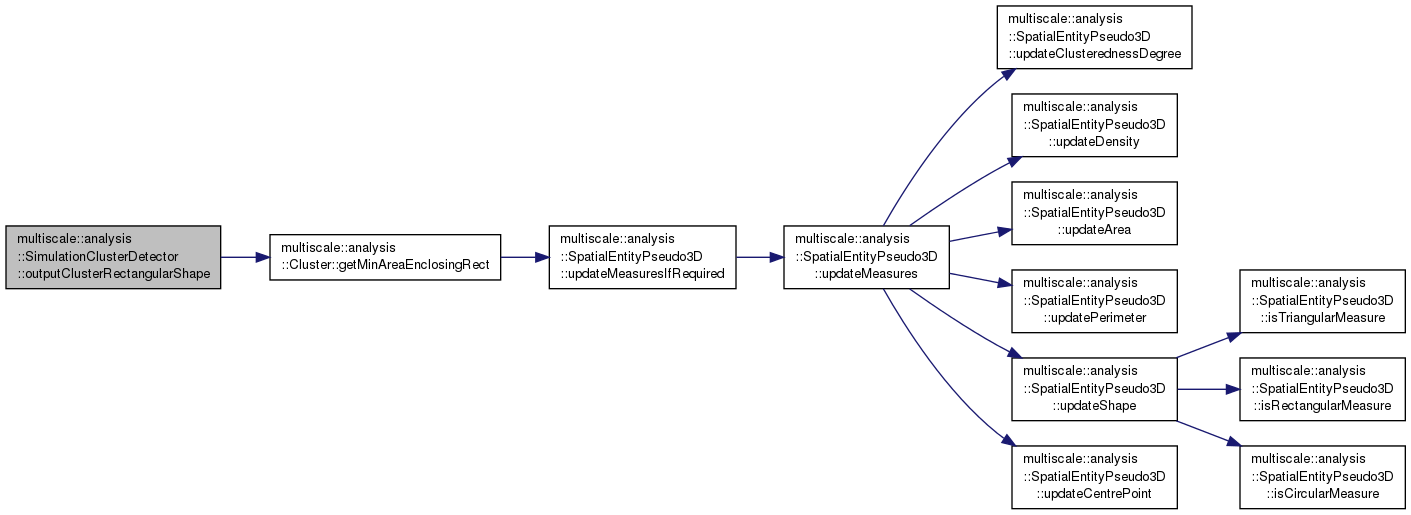 multiscale::analysis
::SimulationClusterDetector
::outputClusterRectangularShape
multiscale::analysis
::Cluster::getMinAreaEnclosingRect
multiscale::analysis
::SpatialEntityPseudo3D
::updateMeasuresIfRequired
multiscale::analysis
::SpatialEntityPseudo3D
::updateMeasures
multiscale::analysis
::SpatialEntityPseudo3D
::updateClusterednessDegree
multiscale::analysis
::SpatialEntityPseudo3D
::updateDensity
multiscale::analysis
::SpatialEntityPseudo3D
::updateArea
multiscale::analysis
::SpatialEntityPseudo3D
::updatePerimeter
multiscale::analysis
::SpatialEntityPseudo3D
::updateShape
multiscale::analysis
::SpatialEntityPseudo3D
::updateCentrePoint
multiscale::analysis
::SpatialEntityPseudo3D
::isTriangularMeasure
multiscale::analysis
::SpatialEntityPseudo3D
::isRectangularMeasure
multiscale::analysis
::SpatialEntityPseudo3D
::isCircularMeasure